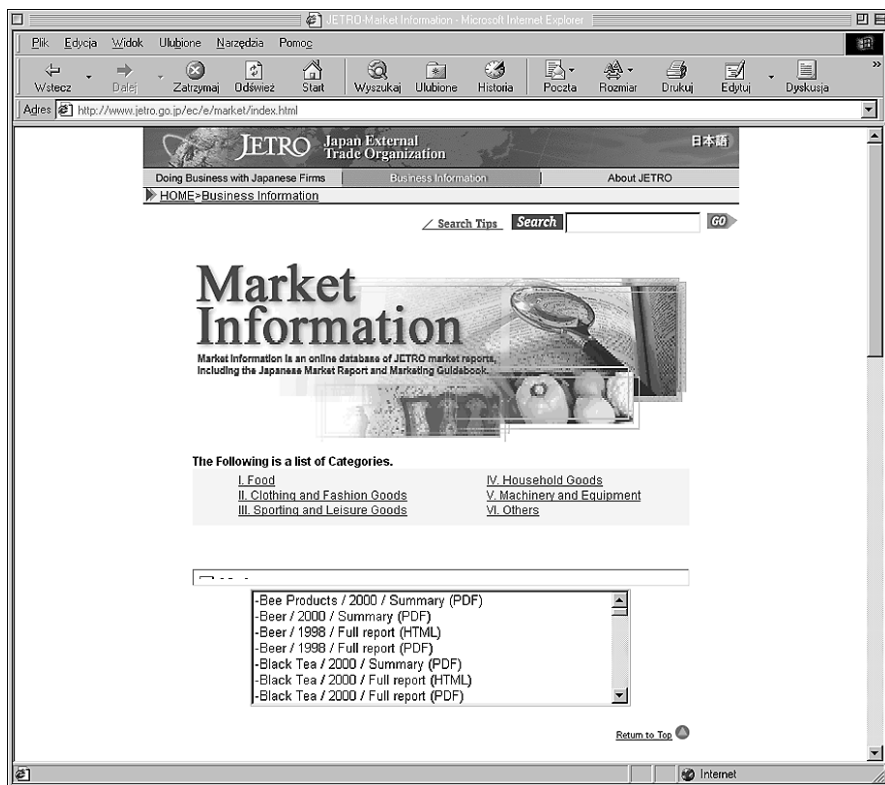 JETRO-Market Information - Microsoft Internet Explorer
Plik Edycja Widok Ulubione Narzędzia Pomoc
Wstecz Dalej Zatrzymaj Odśwież Start Wyszukaj Ulubione Historia Poczta Rozmiar Drukuj Edytuj Dyskusja »
Adres http://www.jetro.go.jp/ec/e/market/index.html
JETRO Japan External
Trade Organization
日本語
Doing Business with Japanese Firms Business Information About JETRO
HOME>Business Information
Search Tips Search GO
Market
Information
Market Information is an online database of JETRO market reports,
including the Japanese Market Report and Marketing Guidebook.
The Following is a list of Categories.
I. Food IV. Household Goods
II. Clothing and Fashion Goods V. Machinery and Equipment
III. Sporting and Leisure Goods VI. Others
-Bee Products / 2000 / Summary (PDF)
-Beer / 2000 / Summary (PDF)
-Beer / 1998 / Full report (HTML)
-Beer / 1998 / Full report (PDF)
-Black Tea / 2000 / Summary (PDF)
-Black Tea / 2000 / Full report (HTML)
-Black Tea / 2000 / Full report (PDF)
Return to Top
Internet